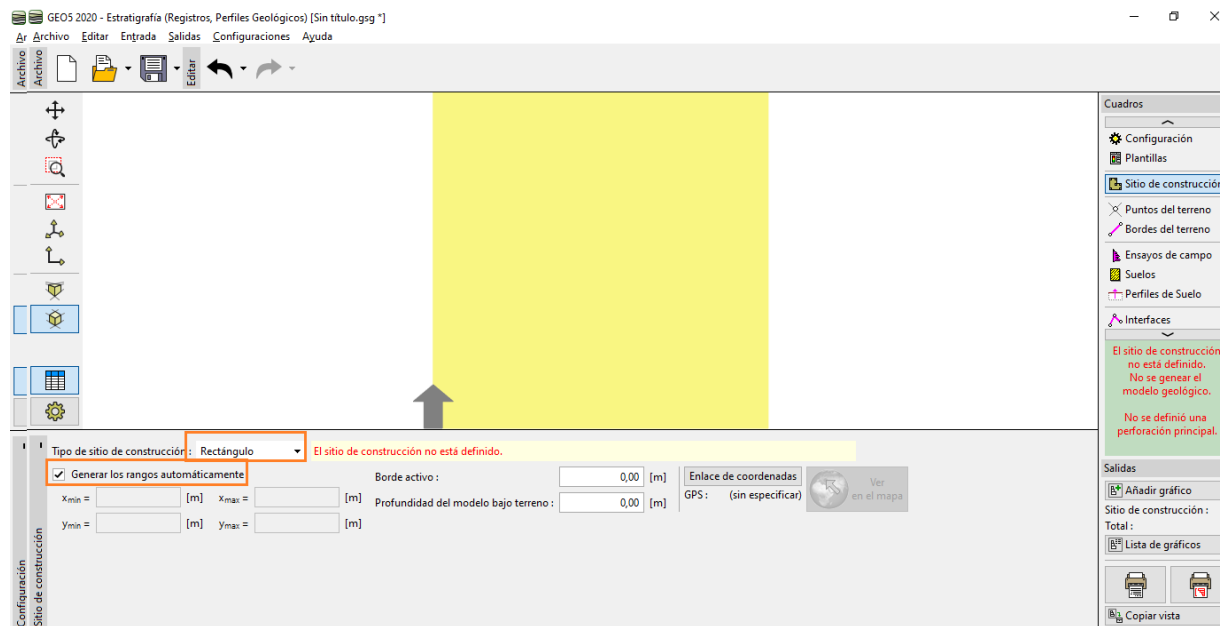 GEO5 2020 - Estratigrafía (Registros, Perfiles Geológicos) [Sin título.gsg *]
Ar Archivo Editar Entrada Salidas Configuraciones Ayuda
Archivo
Archivo
Editar
Cuadros
Configuración
Plantillas
Sitio de construcción
Puntos del terreno
Bordes del terreno
Ensayos de campo
Suelos
Perfiles de Suelo
Interfaces
El sitio de construcción
no está definido.
No se genear el
modelo geológico.
No se definió una
perforación principal.
Tipo de sitio de construcción : Rectángulo El sitio de construcción no está definido.
Generar los rangos automáticamente
Borde activo : 0,00 [m]
Enlace de coordenadas
Ver
en el mapa
xmin = [m] xmax = [m]
Profundidad del modelo bajo terreno : 0,00 [m]
GPS : (sin especificar)
ymin = [m] ymax = [m]
Configuración
Sitio de construcción
Salidas
Añadir gráfico
Sitio de construcción :
Total :
Lista de gráficos
Copiar vista